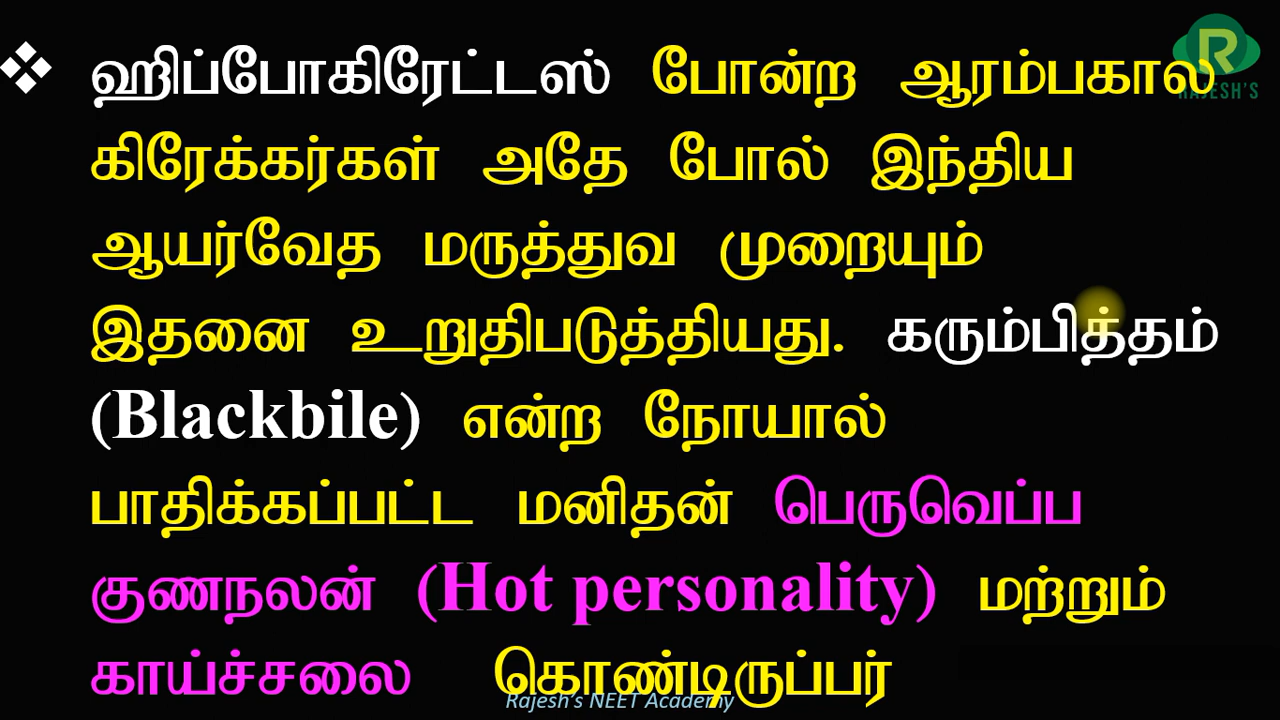 ❖ ஹிப்போகிரேட்டஸ் போன்ற ஆரம்பகால
கிரேக்கர்கள் அதே போல் இந்திய
ஆயர்வேத மருத்துவ முறையும்
இதனை உறுதிபடுத்தியது. கரும்பித்தம்
(Blackbile) என்ற நோயால்
பாதிக்கப்பட்ட மனிதன் பெருவெப்ப
குணநலன் (Hot personality) மற்றும்
காய்ச்சலை கொண்டிருப்பர்
R
RAJESH'S
Rajesh's NEET Academy